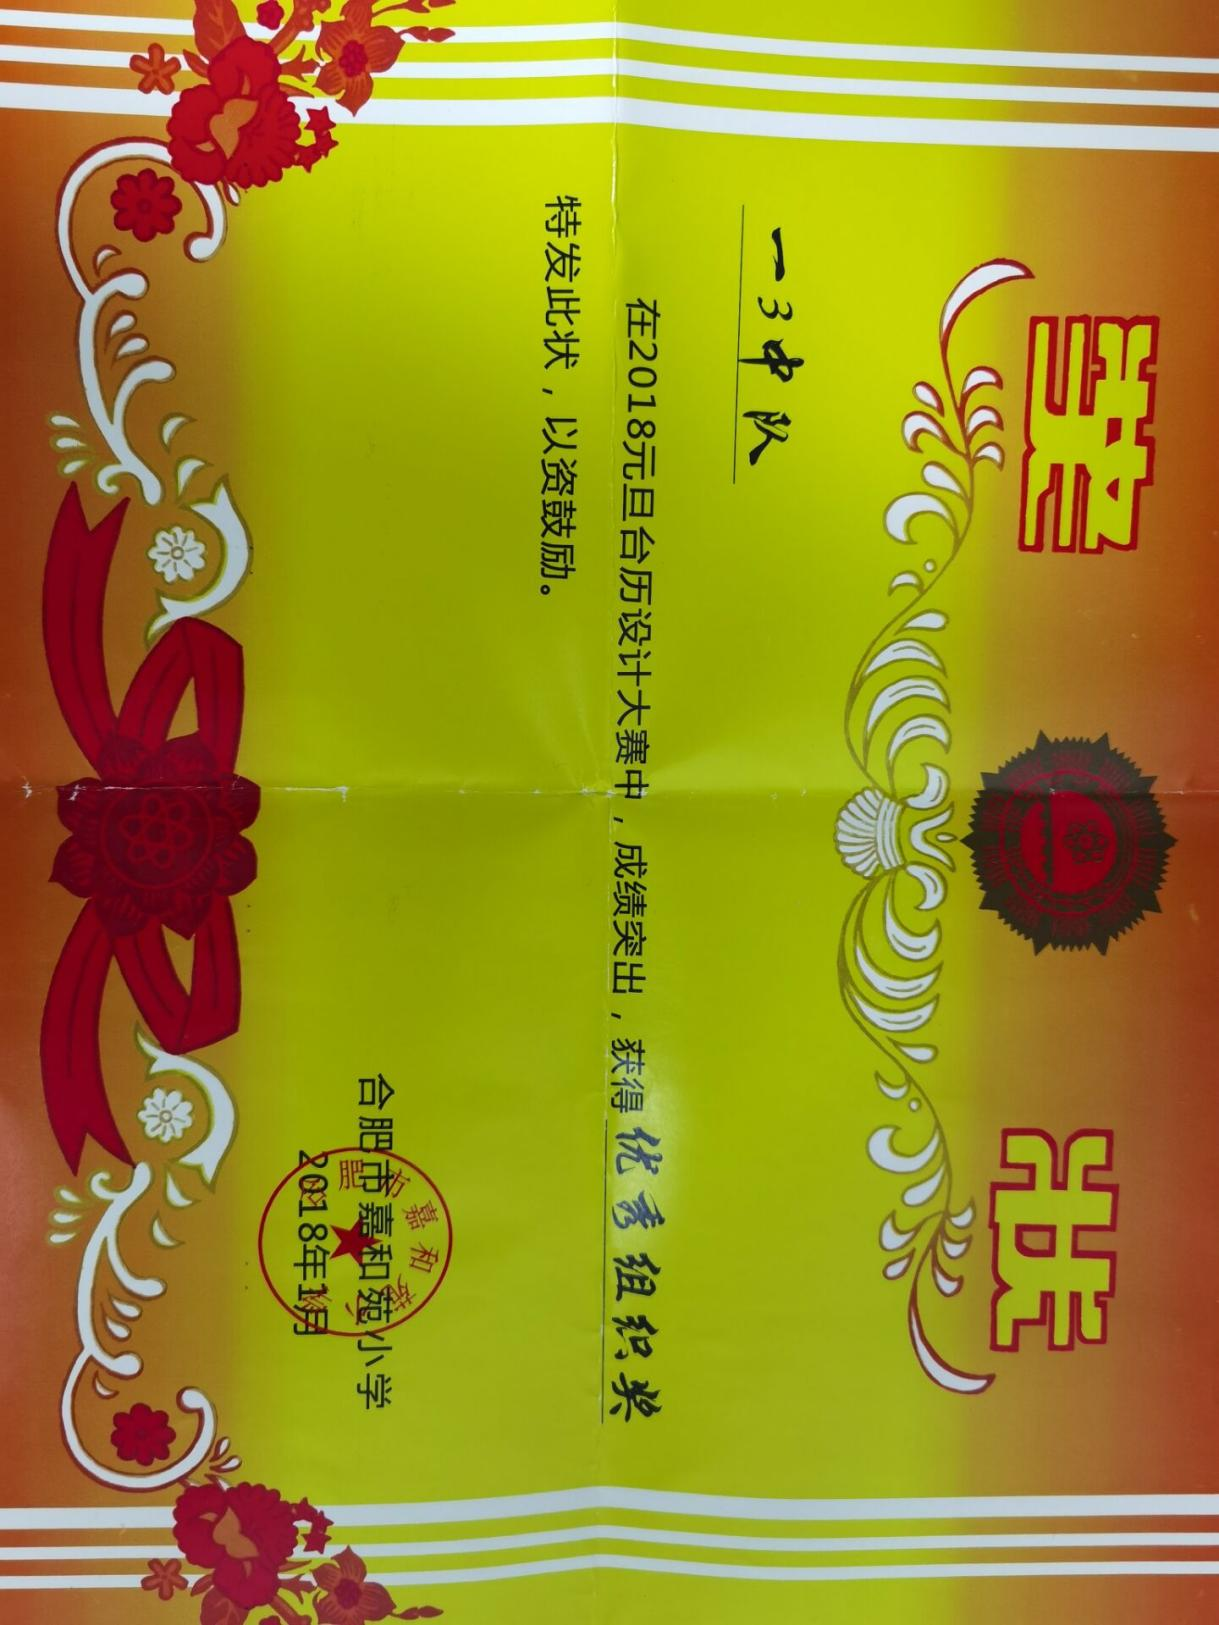 奖状
一3中队
在2018元旦台历设计大赛中，成绩突出，获得优秀组织奖
特发此状，以资鼓励。
合肥市嘉和苑小学
2018年1月